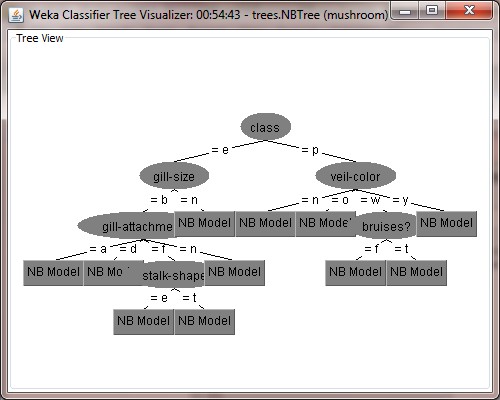 Weka Classifier Tree Visualizer: 00:54:43 - trees.NBTree (mushroom)
Tree View
class
= e = p
gill-size veil-color
= b = n = n = o = w = y
gill-attachme NB Model NB Model NB Mode bruises? NB Model
= a = d = f = n = f = t
NB Model NB Mo stalk-shape NB Model NB Model NB Model
= e = t
NB Model NB Model